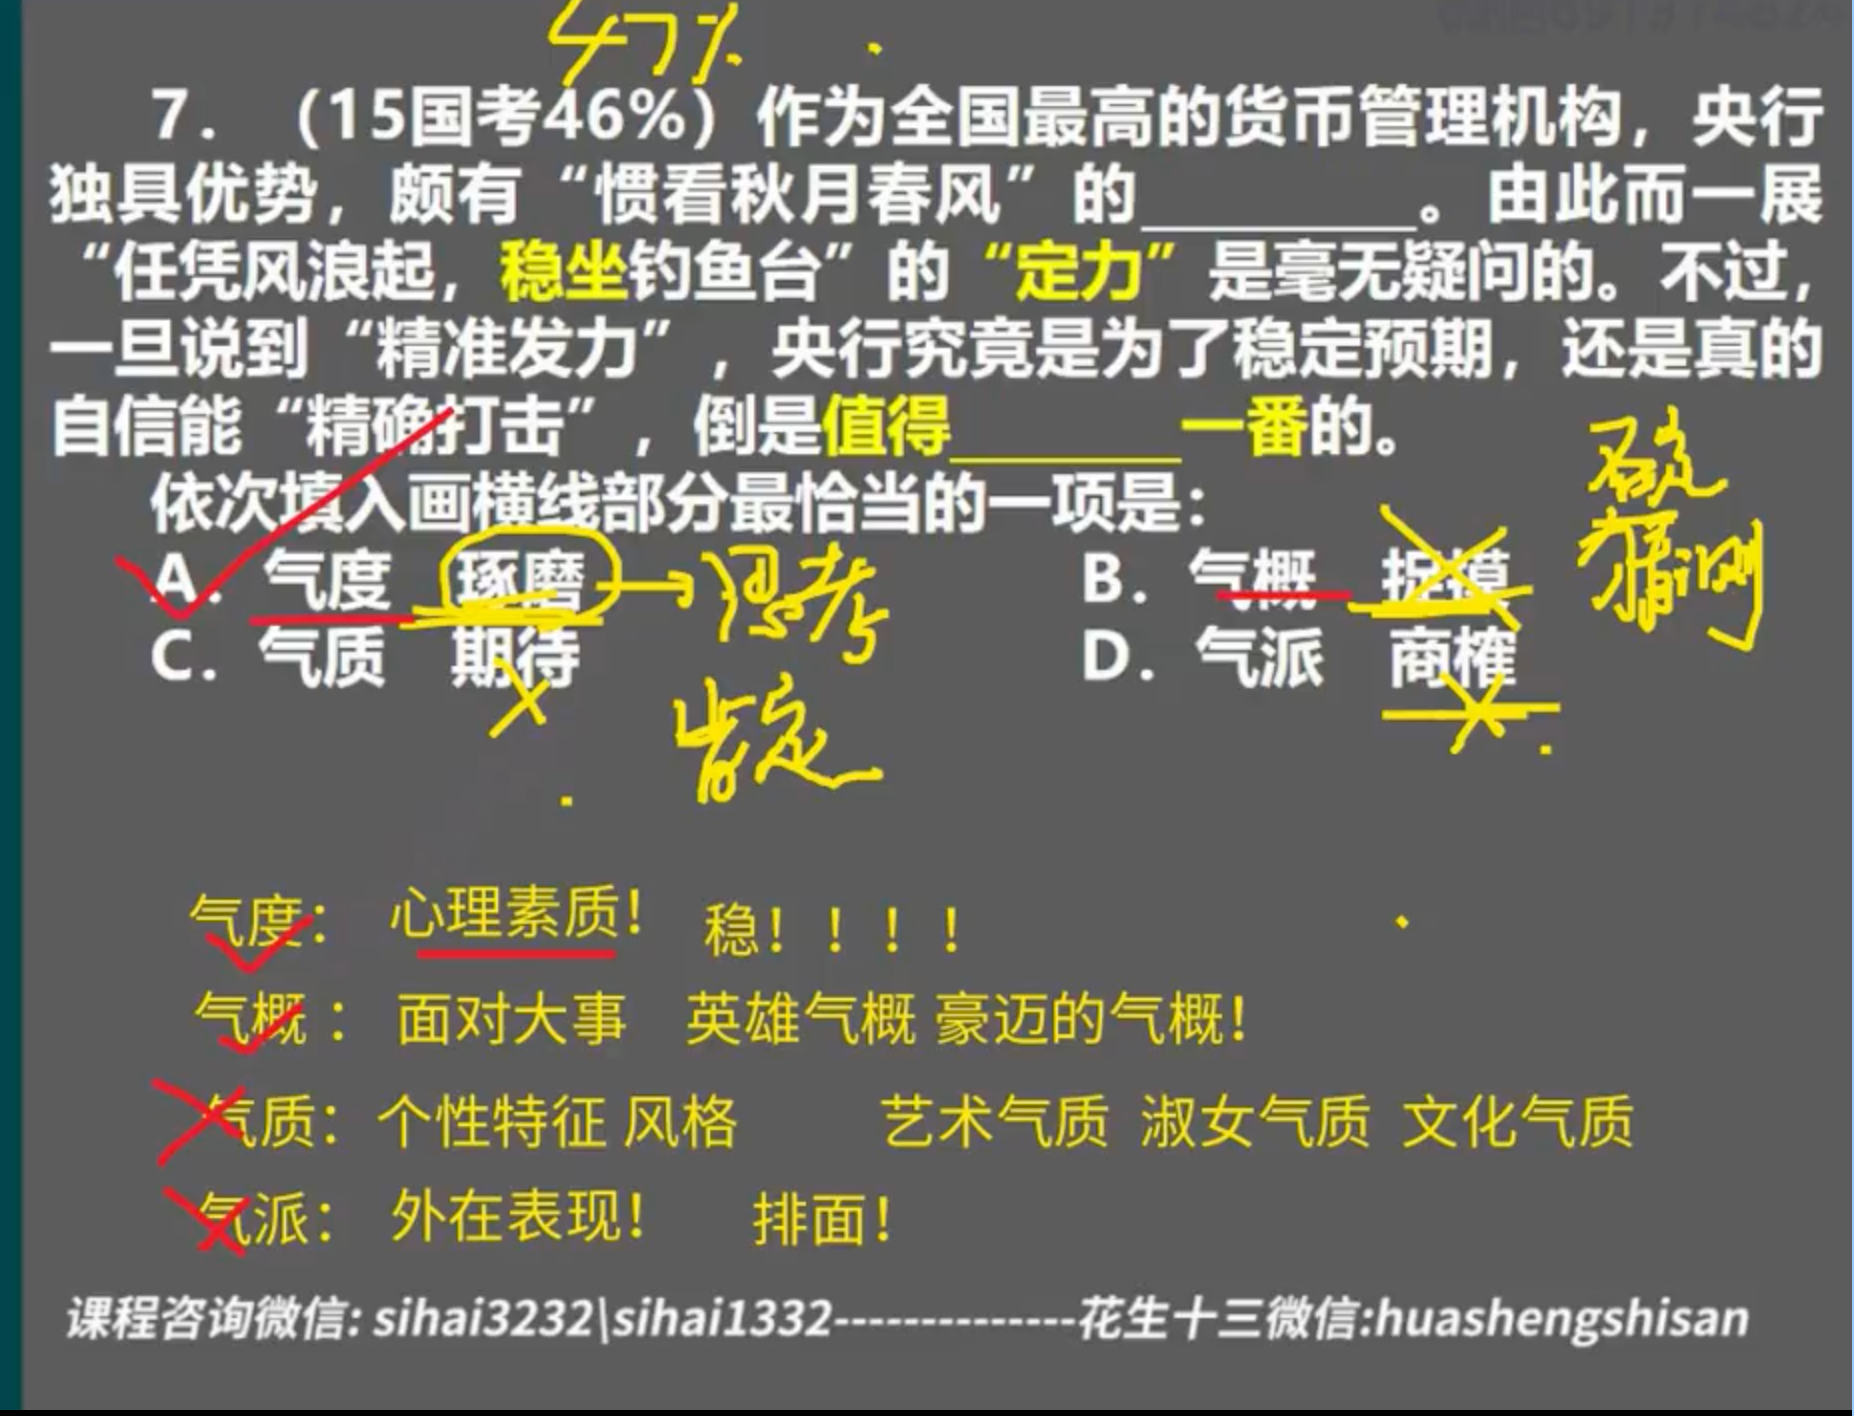 47%
7. （15国考46%）作为全国最高的货币管理机构，央行
独具优势，颇有“惯看秋月春风”的________。由此而一展
“任凭风浪起，稳坐钓鱼台”的“定力”是毫无疑问的。不过，
一旦说到“精准发力”，央行究竟是为了稳定预期，还是真的
自信能“精确打击”，倒是值得________一番的。
依次填入画横线部分最恰当的一项是：
A. 气度 琢磨 思考 B. 气概 捉摸 猜测
C. 气质 期待 肯定 D. 气派 商榷
气度： 心理素质！ 稳！！！！
气概： 面对大事 英雄气概 豪迈的气概！
气质：个性特征 风格 艺术气质 淑女气质 文化气质
气派： 外在表现！ 排面！
课程咨询微信: sihai3232\sihai1332--------------花生十三微信:huashengshisan